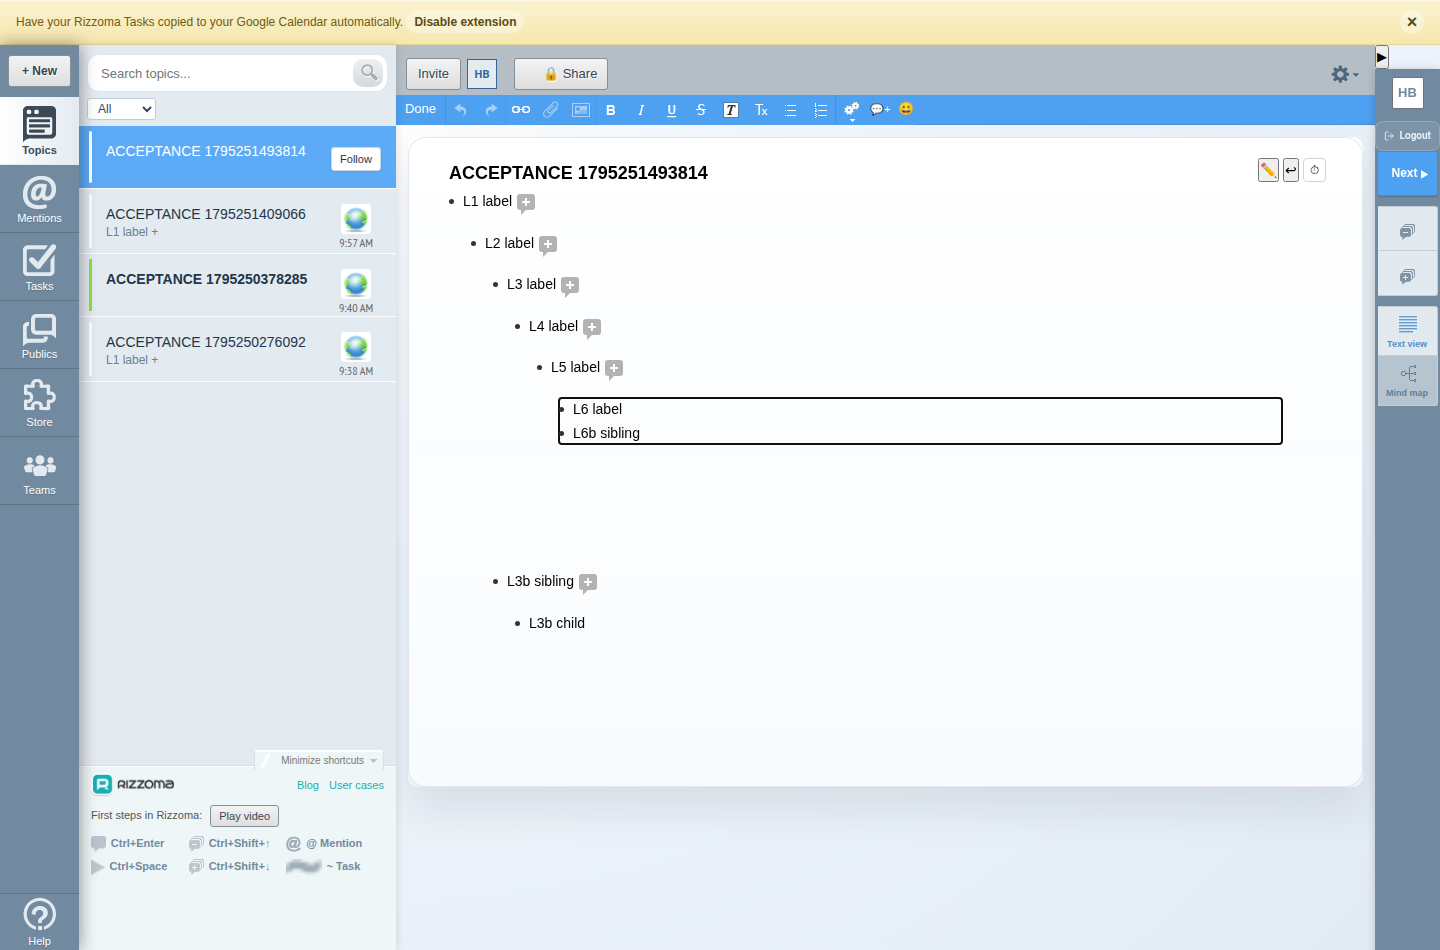 Have your Rizzoma Tasks copied to your Google Calendar automatically. Disable extension ✕
+ New
Topics
Mentions
Tasks
Publics
Store
Teams
Help
Search topics...
All
ACCEPTANCE 1795251493814
Follow
ACCEPTANCE 1795251409066
L1 label +
9:57 AM
ACCEPTANCE 1795250378285
9:40 AM
ACCEPTANCE 1795250276092
L1 label +
9:38 AM
Minimize shortcuts
RIZZOMA
Blog User cases
First steps in Rizzoma: Play video
Ctrl+Enter Ctrl+Shift+↑ @ @ Mention
Ctrl+Space Ctrl+Shift+↓ ~ Task
Invite HB 🔒 Share
Done B I U S T Tx 💬+ 😀
ACCEPTANCE 1795251493814
• L1 label +
• L2 label +
• L3 label +
• L4 label +
• L5 label +
• L6 label
• L6b sibling
• L3b sibling +
• L3b child
▶
HB
Logout
Next ▶
Text view
Mind map